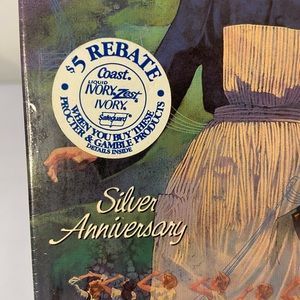 $5 REBATE
Coast.
LIQUID
IVORY. Zest.
IVORY.
Safeguard
WHEN YOU BUY THESE
PROCTER & GAMBLE PRODUCTS
DETAILS INSIDE
Silver
Anniversary